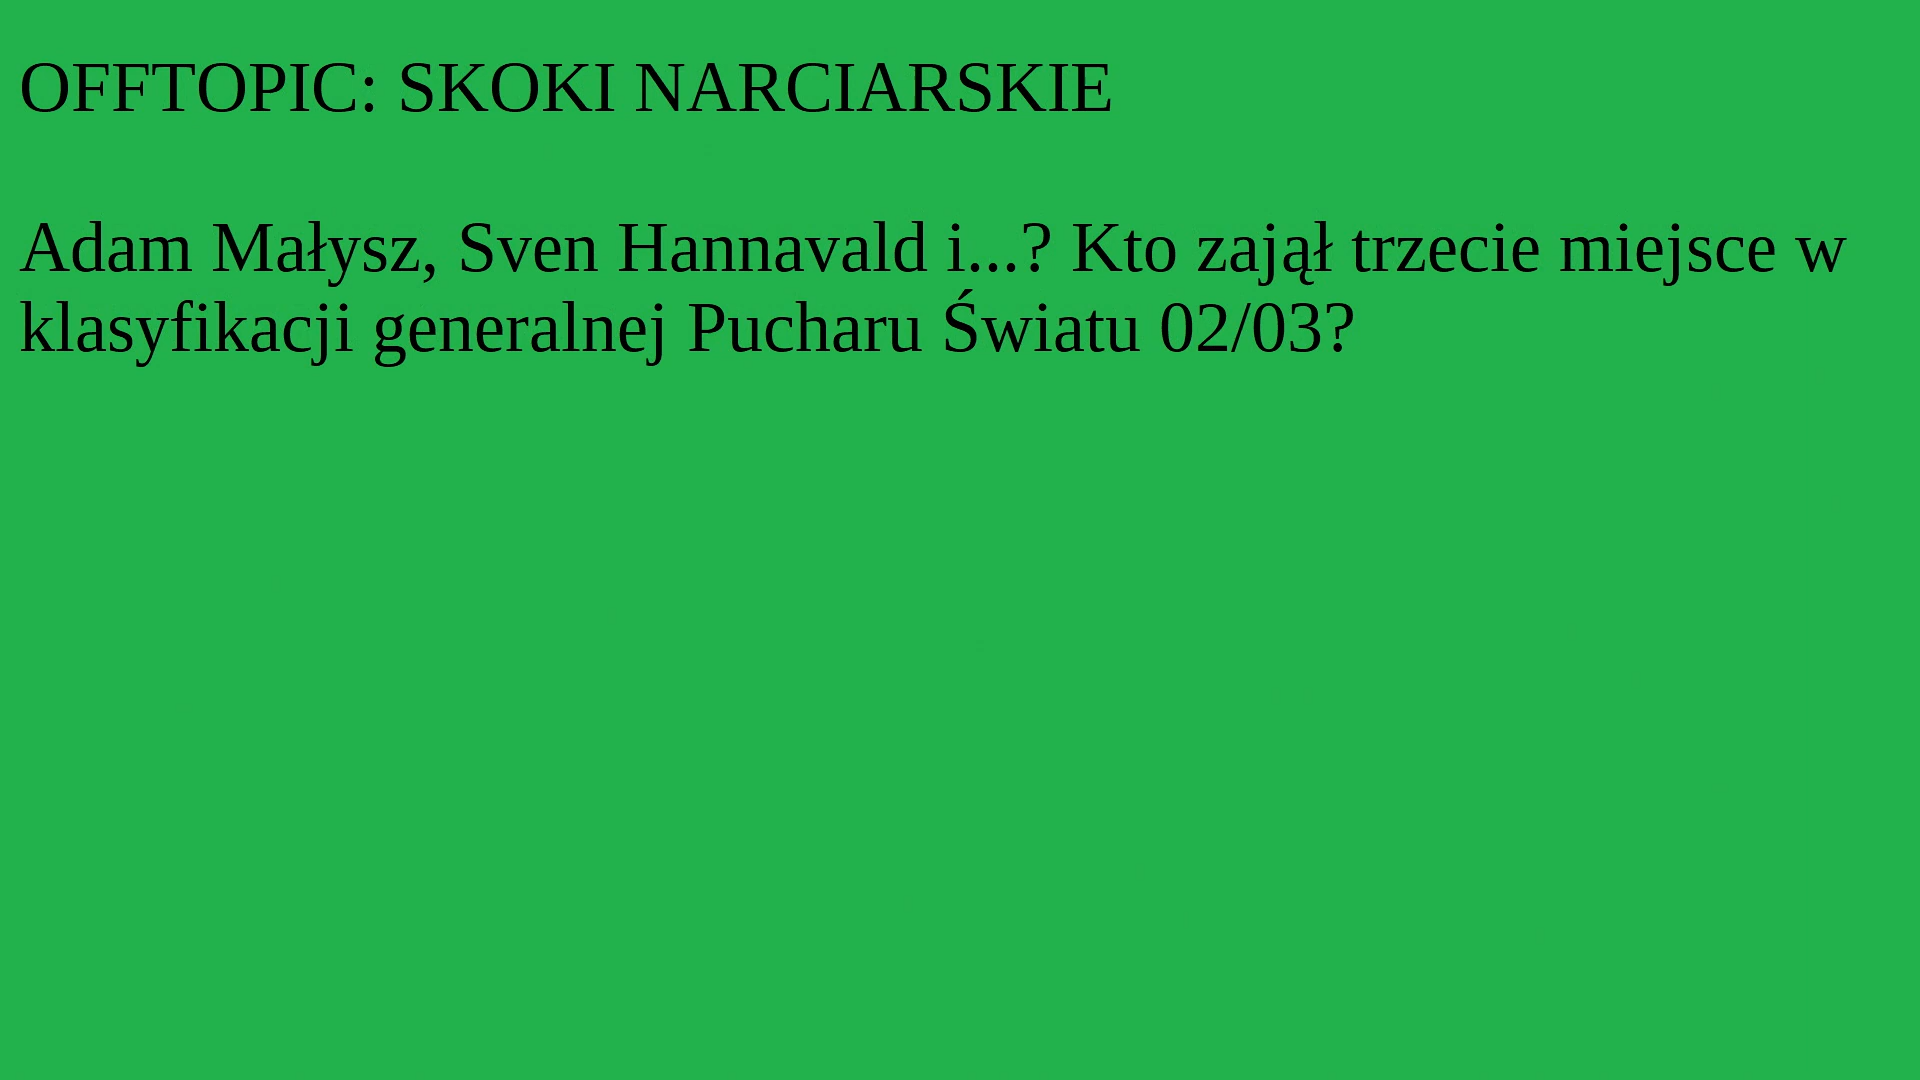 OFFTOPIC: SKOKI NARCIARSKIE
Adam Małysz, Sven Hannavald i...? Kto zajął trzecie miejsce w
klasyfikacji generalnej Pucharu Światu 02/03?